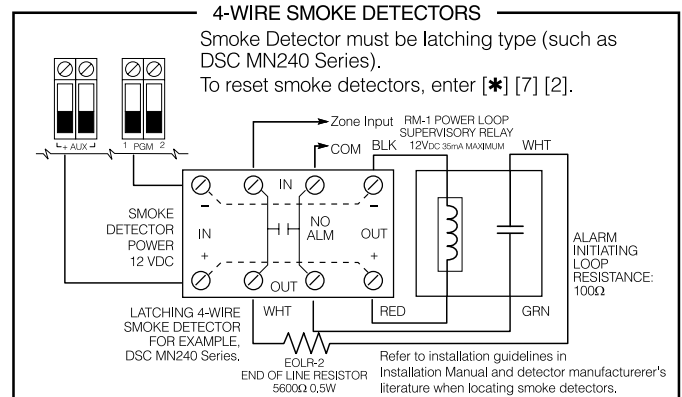 4-WIRE SMOKE DETECTORS
Smoke Detector must be latching type (such as
DSC MN240 Series).
To reset smoke detectors, enter [✱] [7] [2].
+ AUX -
1 PGM 2
Zone Input
COM
RM-1 POWER LOOP
SUPERVISORY RELAY
12VDC 35mA MAXIMUM
BLK
WHT
SMOKE
DETECTOR
POWER
12 VDC
IN
-
-
IN
+
NO
ALM
OUT
+
OUT
ALARM
INITIATING
LOOP
RESISTANCE:
100Ω
LATCHING 4-WIRE
SMOKE DETECTOR
FOR EXAMPLE,
DSC MN240 Series.
WHT
RED
GRN
EOLR-2
END OF LINE RESISTOR
5600Ω 0,5W
Refer to installation guidelines in
Installation Manual and detector manufacturerer's
literature when locating smoke detectors.